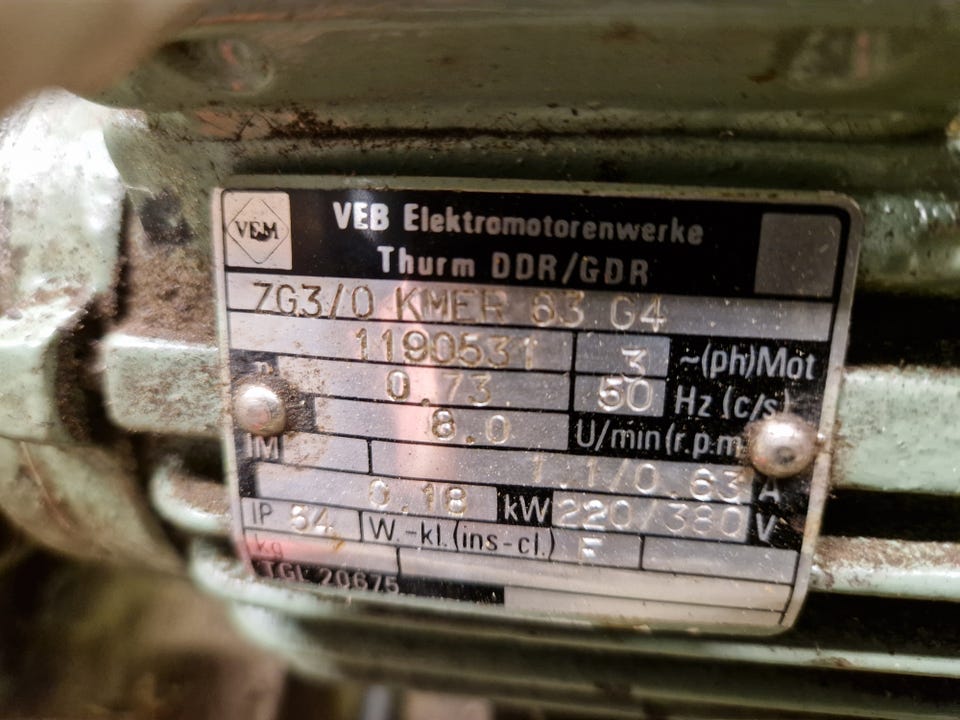 VEM
VEB Elektromotorenwerke
Thurm DDR/GDR
ZG3/0 KMER 63 G4
1190531 3 ~(ph)Mot
0.73 50 Hz (c/s)
8.0 U/min(r.p.m
IM 1.1/0.63 A
0.18 kW 220/380 V
IP 54 W.-kl.(ins-cl.) F
kg
TGL 20675